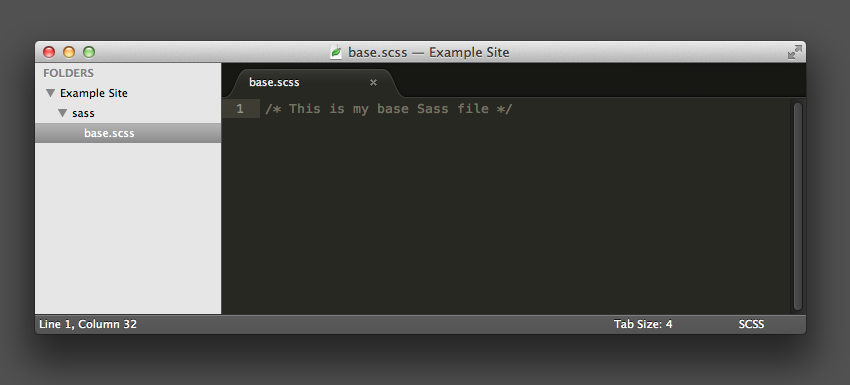 base.scss — Example Site
FOLDERS
Example Site
sass
base.scss
base.scss ×
1 /* This is my base Sass file */
Line 1, Column 32 Tab Size: 4 SCSS